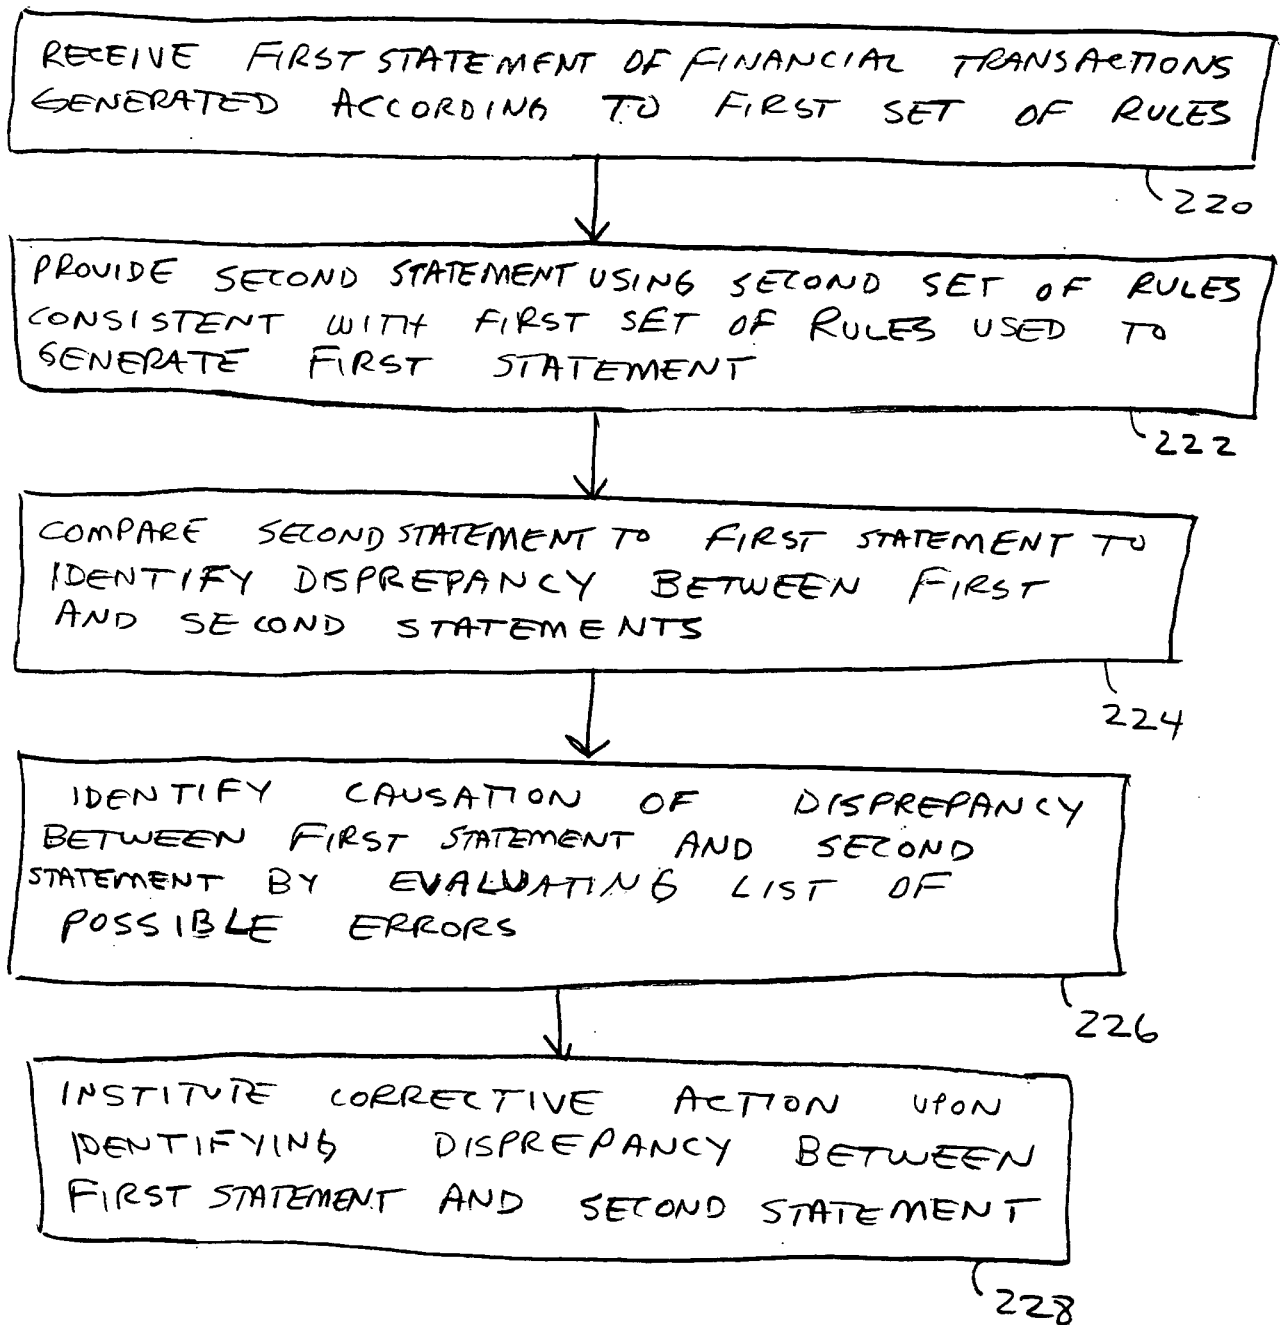 RECEIVE FIRST STATEMENT OF FINANCIAL TRANSACTIONS
GENERATED ACCORDING TO FIRST SET OF RULES
220
PROVIDE SECOND STATEMENT USING SECOND SET OF RULES
CONSISTENT WITH FIRST SET OF RULES USED TO
GENERATE FIRST STATEMENT
222
COMPARE SECOND STATEMENT TO FIRST STATEMENT TO
IDENTIFY DISPREPANCY BETWEEN FIRST
AND SECOND STATEMENTS
224
IDENTIFY CAUSATION OF DISPREPANCY
BETWEEN FIRST STATEMENT AND SECOND
STATEMENT BY EVALUATING LIST OF
POSSIBLE ERRORS
226
INSTITUTE CORRECTIVE ACTION UPON
IDENTIFYING DISPREPANCY BETWEEN
FIRST STATEMENT AND SECOND STATEMENT
228